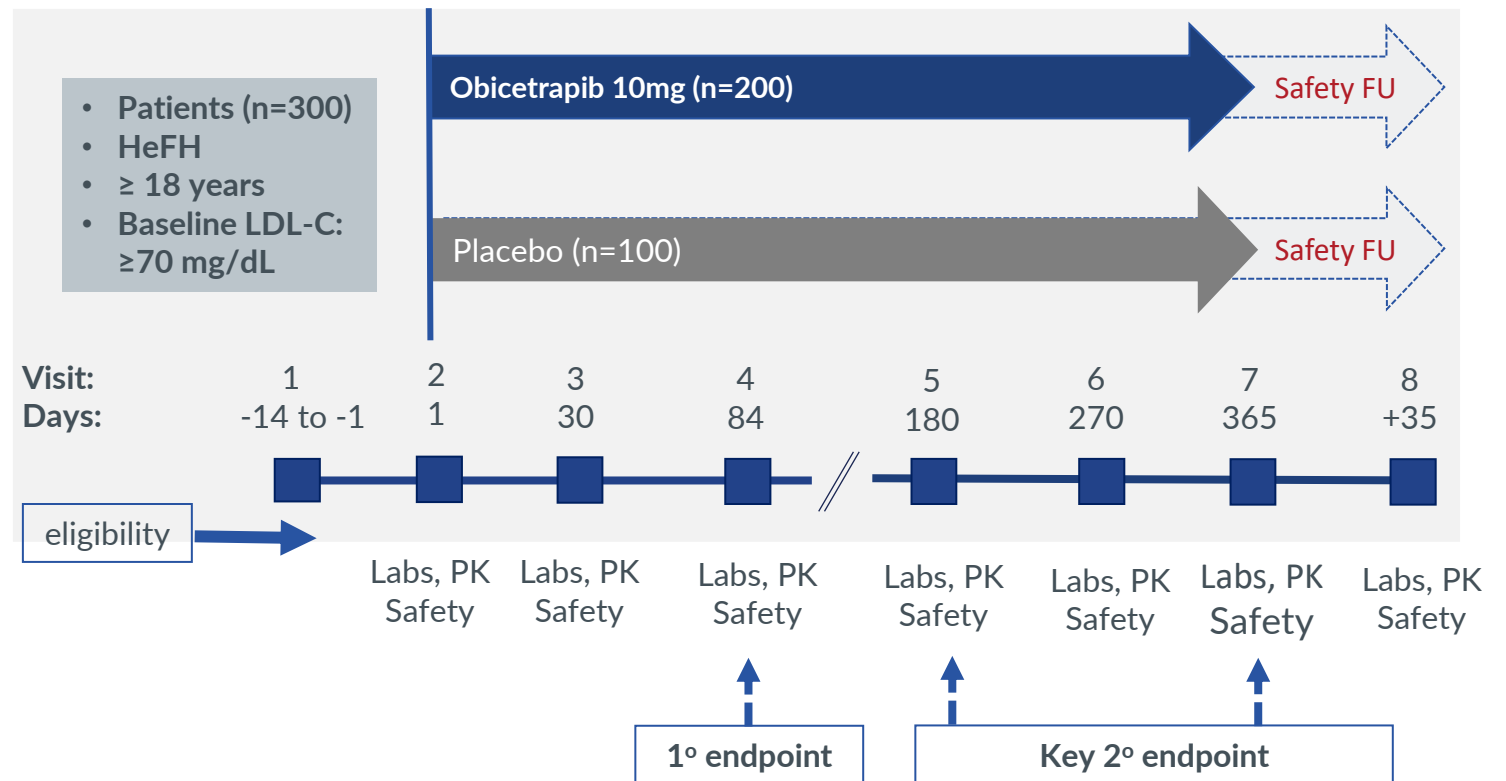 Obicetrapib 10mg (n=200)
Safety FU
• Patients (n=300)
• HeFH
• ≥ 18 years
• Baseline LDL-C:
≥70 mg/dL
Placebo (n=100)
Safety FU
Visit: 1 2 3 4 5 6 7 8
Days: -14 to -1 1 30 84 180 270 365 +35
eligibility
Labs, PK Labs, PK Labs, PK Labs, PK Labs, PK Labs, PK Labs, PK
Safety Safety Safety Safety Safety Safety Safety
1º endpoint
Key 2º endpoint